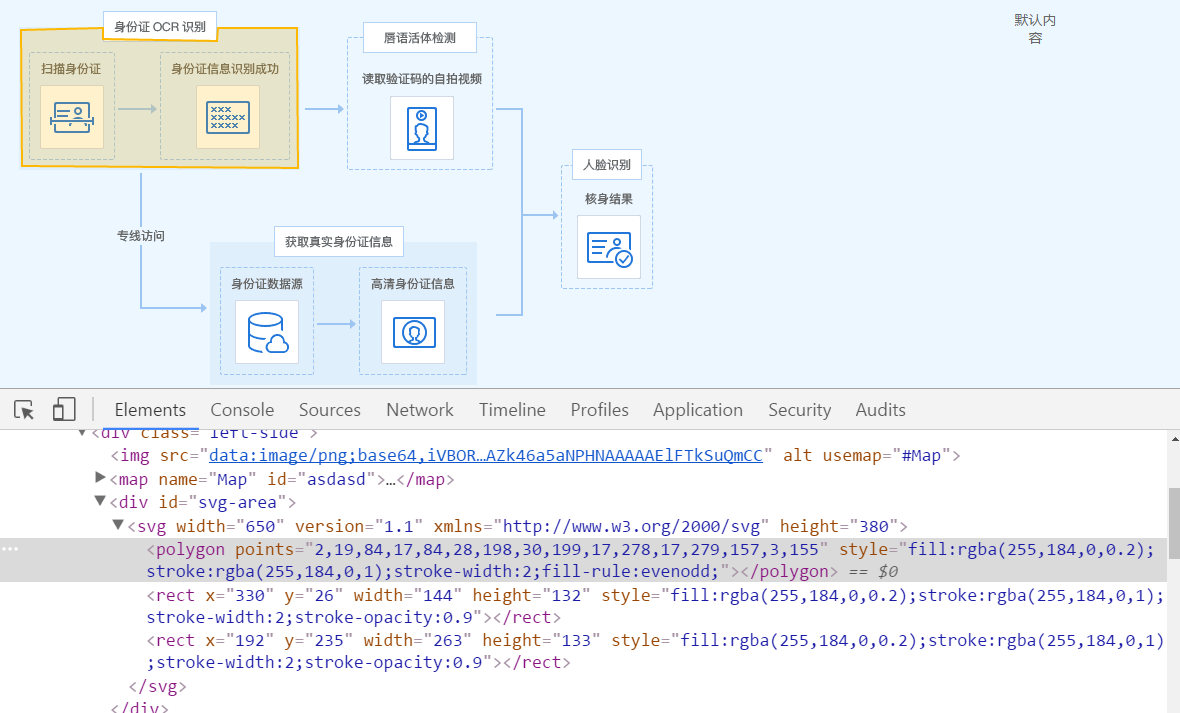 身份证 OCR 识别
扫描身份证
身份证信息识别成功
XXX
XX XX
XXXX
XXXX
唇语活体检测
读取验证码的自拍视频
默认内
容
人脸识别
核身结果
专线访问
获取真实身份证信息
身份证数据源
高清身份证信息
Elements Console Sources Network Timeline Profiles Application Security Audits
▼<div class="left-side">
<img src="data:image/png;base64,iVBOR…AZk46a5aNPHNAAAAAElFTkSuQmCC" alt usemap="#Map">
▶<map name="Map" id="asdasd">…</map>
▼<div id="svg-area">
▼<svg width="650" version="1.1" xmlns="http://www.w3.org/2000/svg" height="380">
<polygon points="2,19,84,17,84,28,198,30,199,17,278,17,279,157,3,155" style="fill:rgba(255,184,0,0.2);
stroke:rgba(255,184,0,1);stroke-width:2;fill-rule:evenodd;"></polygon> == $0
<rect x="330" y="26" width="144" height="132" style="fill:rgba(255,184,0,0.2);stroke:rgba(255,184,0,1);
stroke-width:2;stroke-opacity:0.9"></rect>
<rect x="192" y="235" width="263" height="133" style="fill:rgba(255,184,0,0.2);stroke:rgba(255,184,0,1)
;stroke-width:2;stroke-opacity:0.9"></rect>
</svg>
</div>